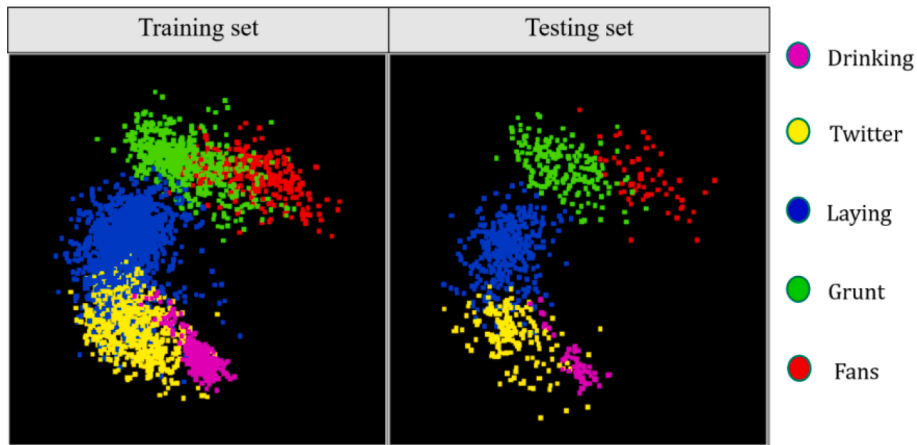 Training set
Testing set
Drinking
Twitter
Laying
Grunt
Fans